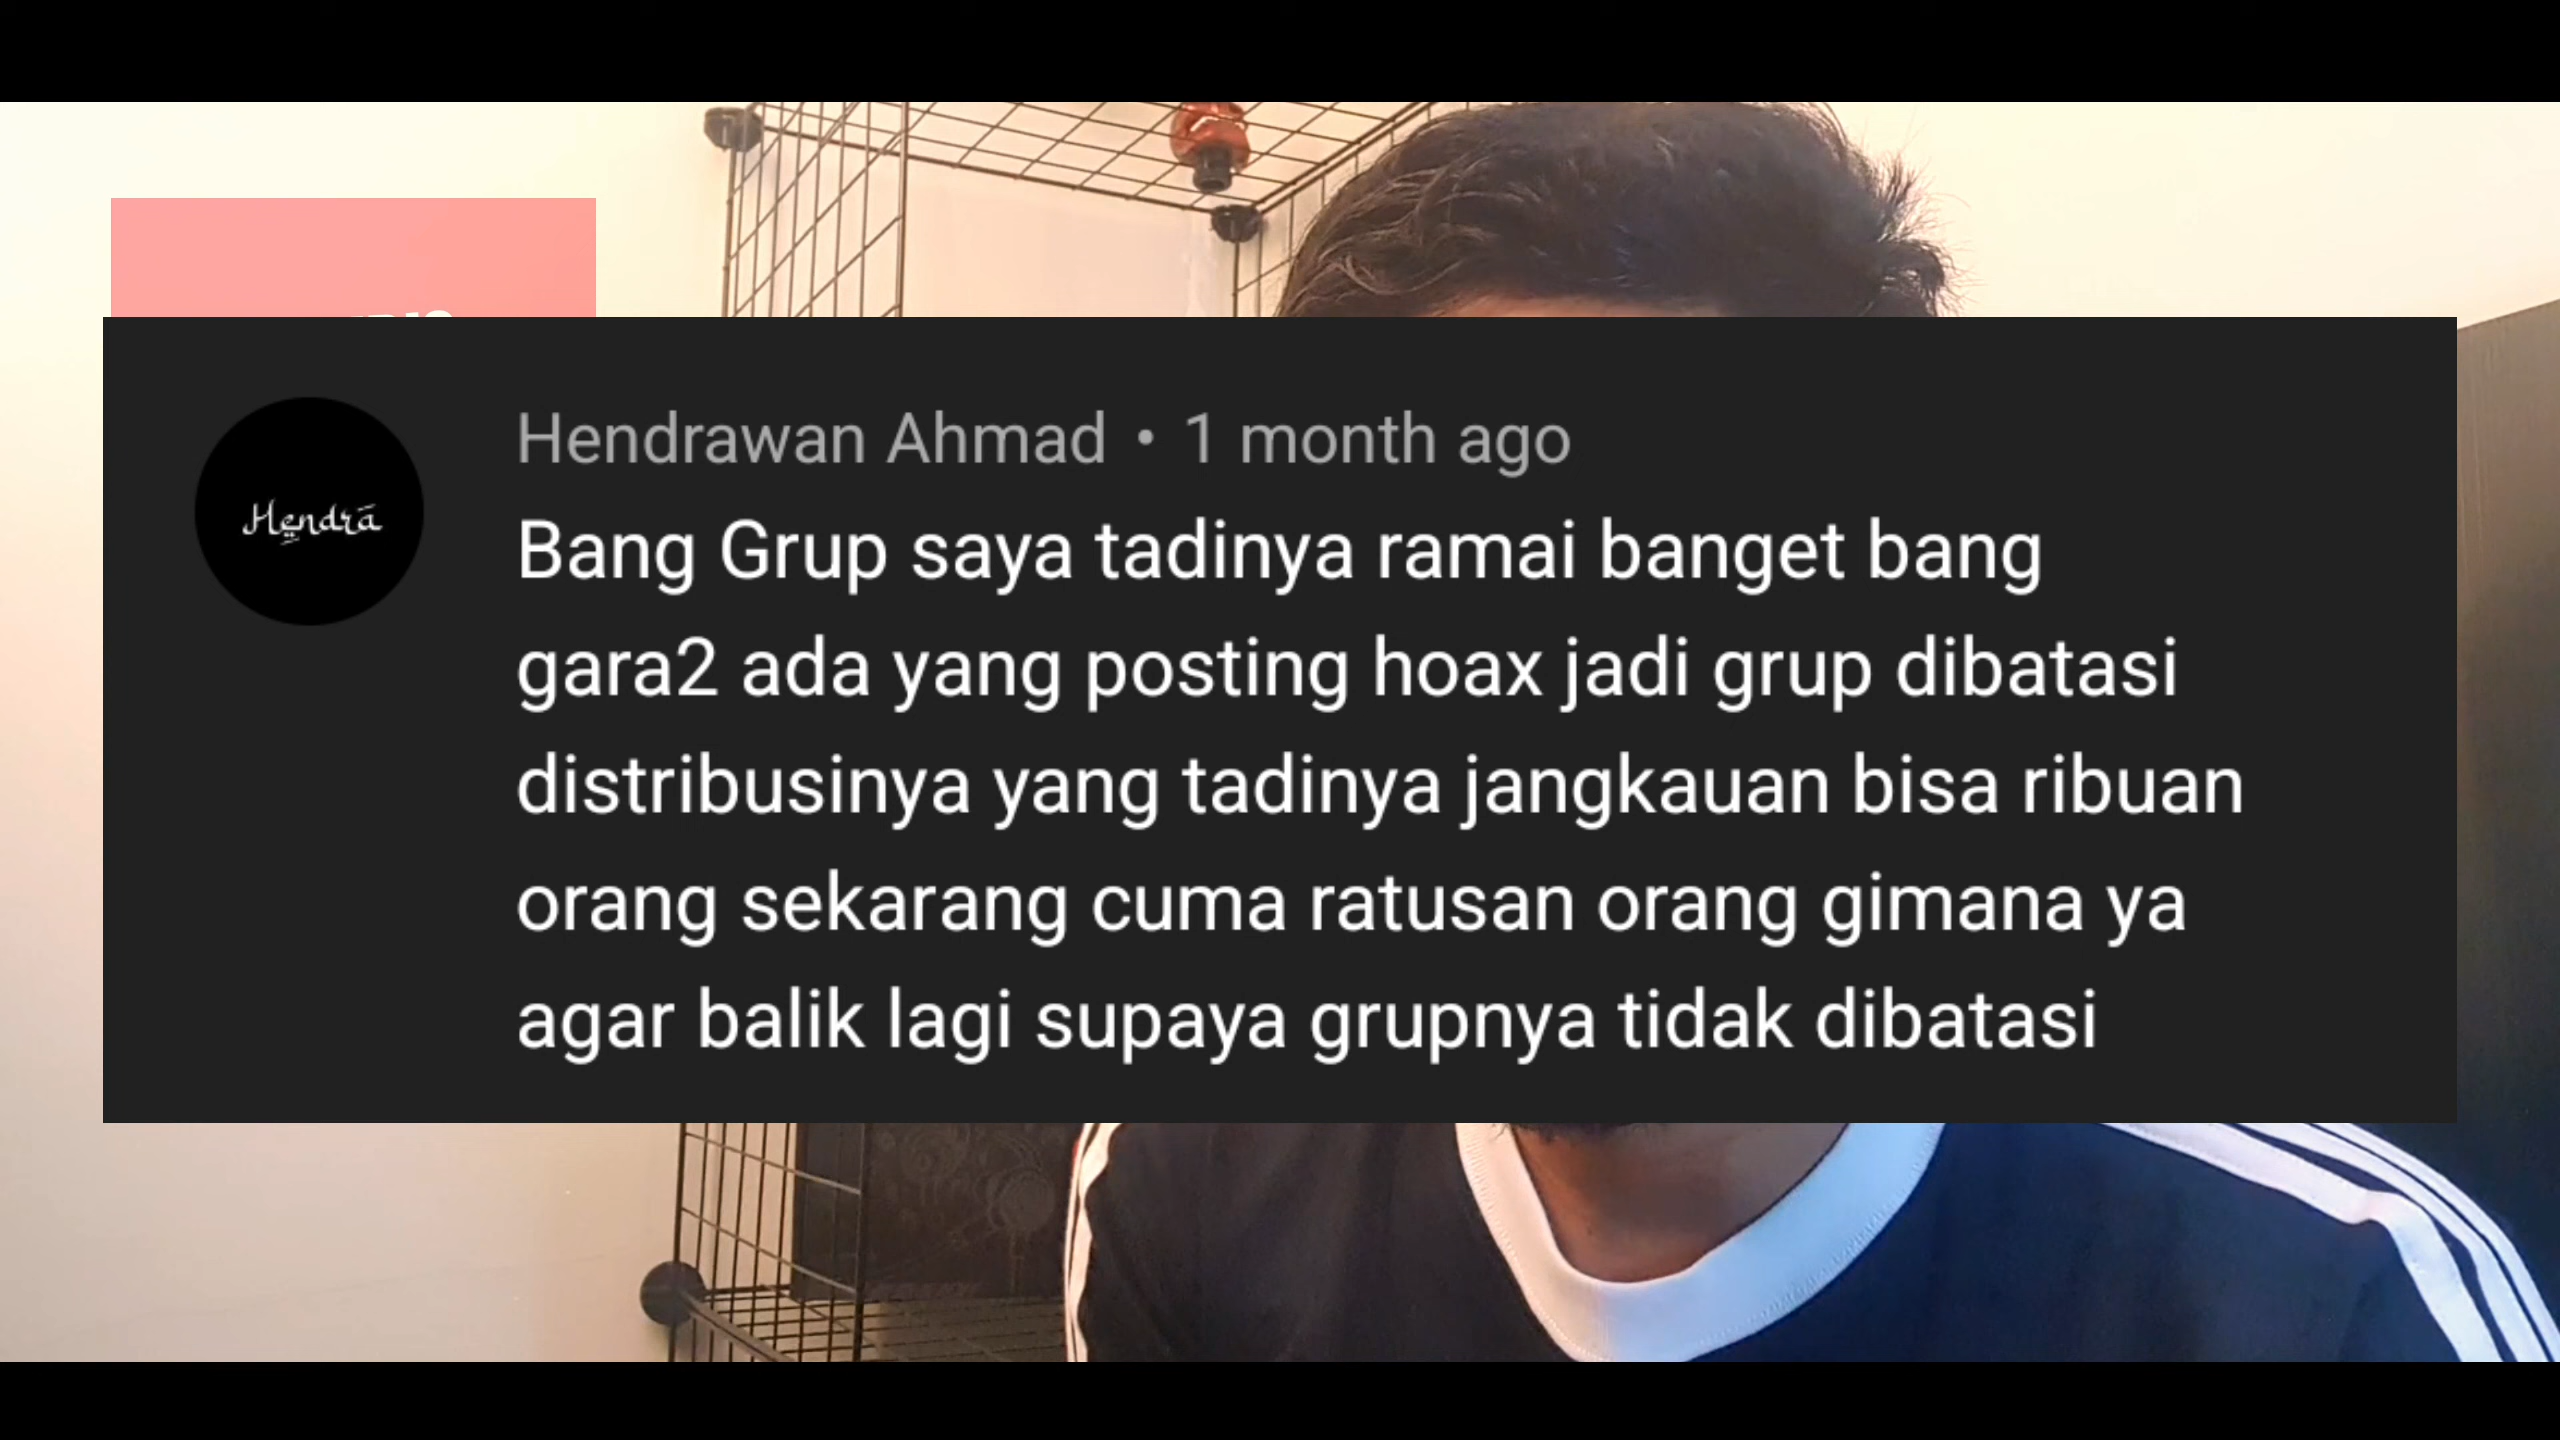 Hendrawan Ahmad • 1 month ago
Hendrā
Bang Grup saya tadinya ramai banget bang
gara2 ada yang posting hoax jadi grup dibatasi
distribusinya yang tadinya jangkauan bisa ribuan
orang sekarang cuma ratusan orang gimana ya
agar balik lagi supaya grupnya tidak dibatasi